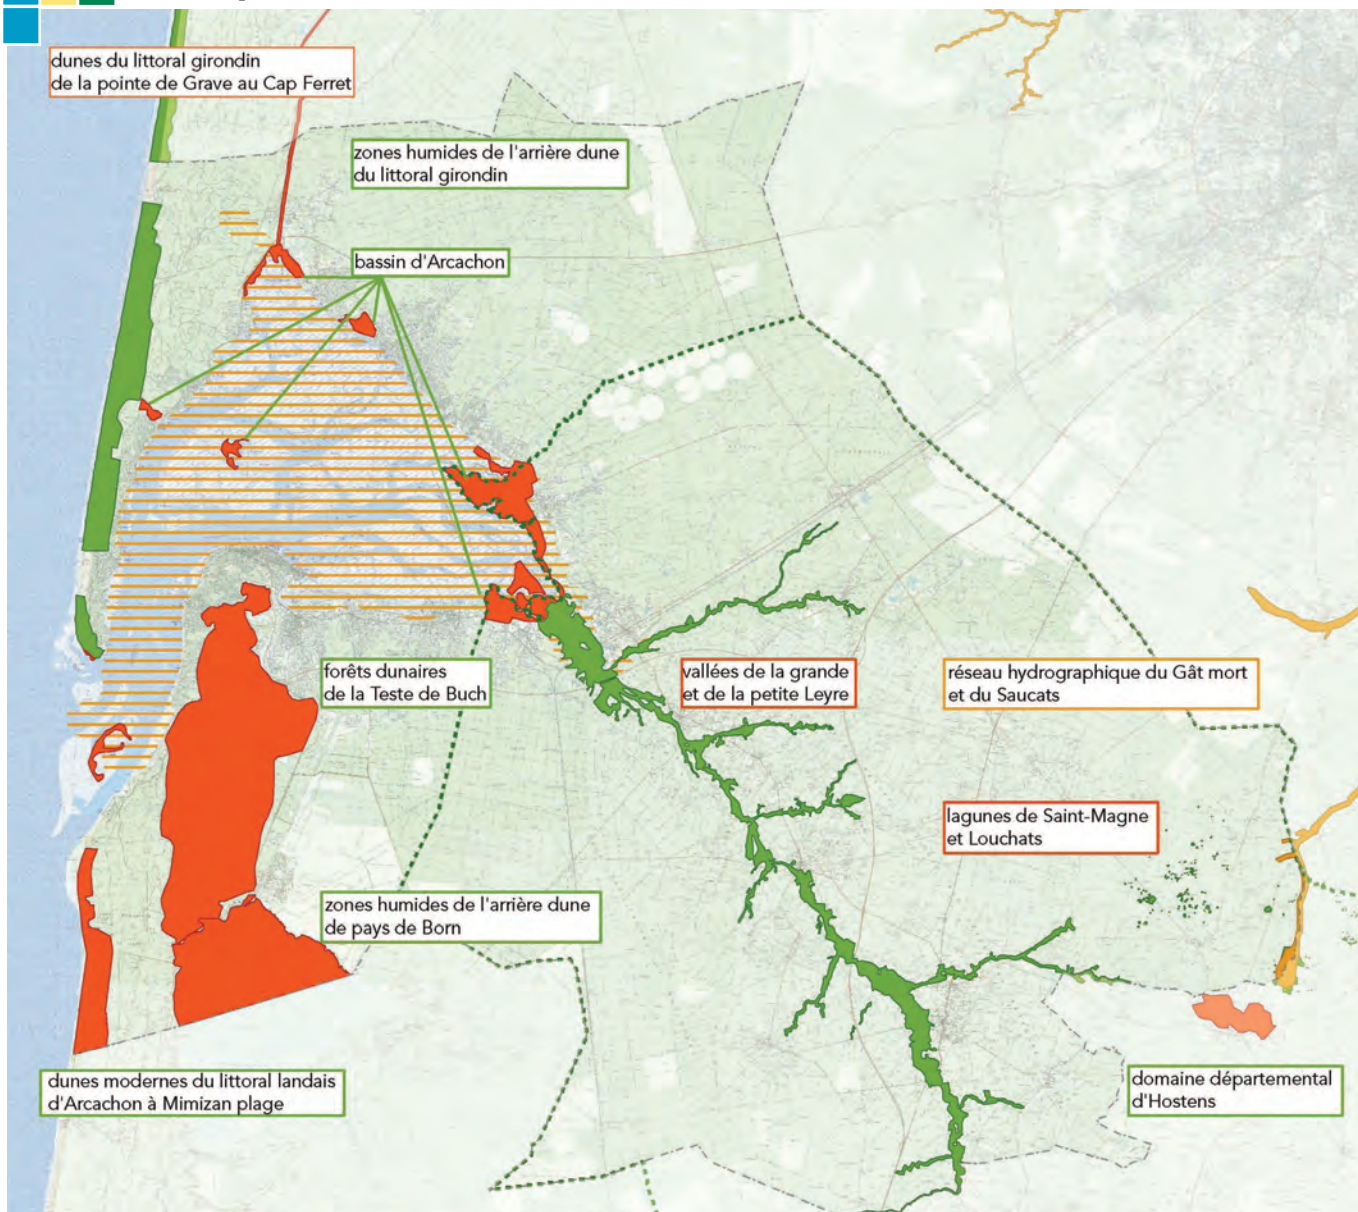 dunes du littoral girondin
de la pointe de Grave au Cap Ferret
zones humides de l'arrière dune
du littoral girondin
bassin d'Arcachon
forêts dunaires
de la Teste de Buch
vallées de la grande
et de la petite Leyre
réseau hydrographique du Gât mort
et du Saucats
lagunes de Saint-Magne
et Louchats
zones humides de l'arrière dune
de pays de Born
dunes modernes du littoral landais
d'Arcachon à Mimizan plage
domaine départemental
d'Hostens